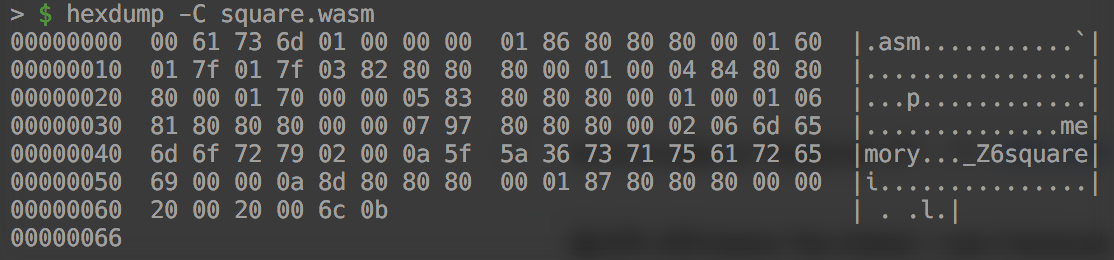 > $ hexdump -C square.wasm
00000000  00 61 73 6d 01 00 00 00  01 86 80 80 80 00 01 60  |.asm...........`|
00000010  01 7f 01 7f 03 82 80 80  80 00 01 00 04 84 80 80  |................|
00000020  80 00 01 70 00 00 05 83  80 80 80 00 01 00 01 06  |...p............|
00000030  81 80 80 80 00 00 07 97  80 80 80 00 02 06 6d 65  |..............me|
00000040  6d 6f 72 79 02 00 0a 5f  5a 36 73 71 75 61 72 65  |mory..._Z6square|
00000050  69 00 00 0a 8d 80 80 80  00 01 87 80 80 80 00 00  |i...............|
00000060  20 00 20 00 6c 0b                                 | . .l.|
00000066